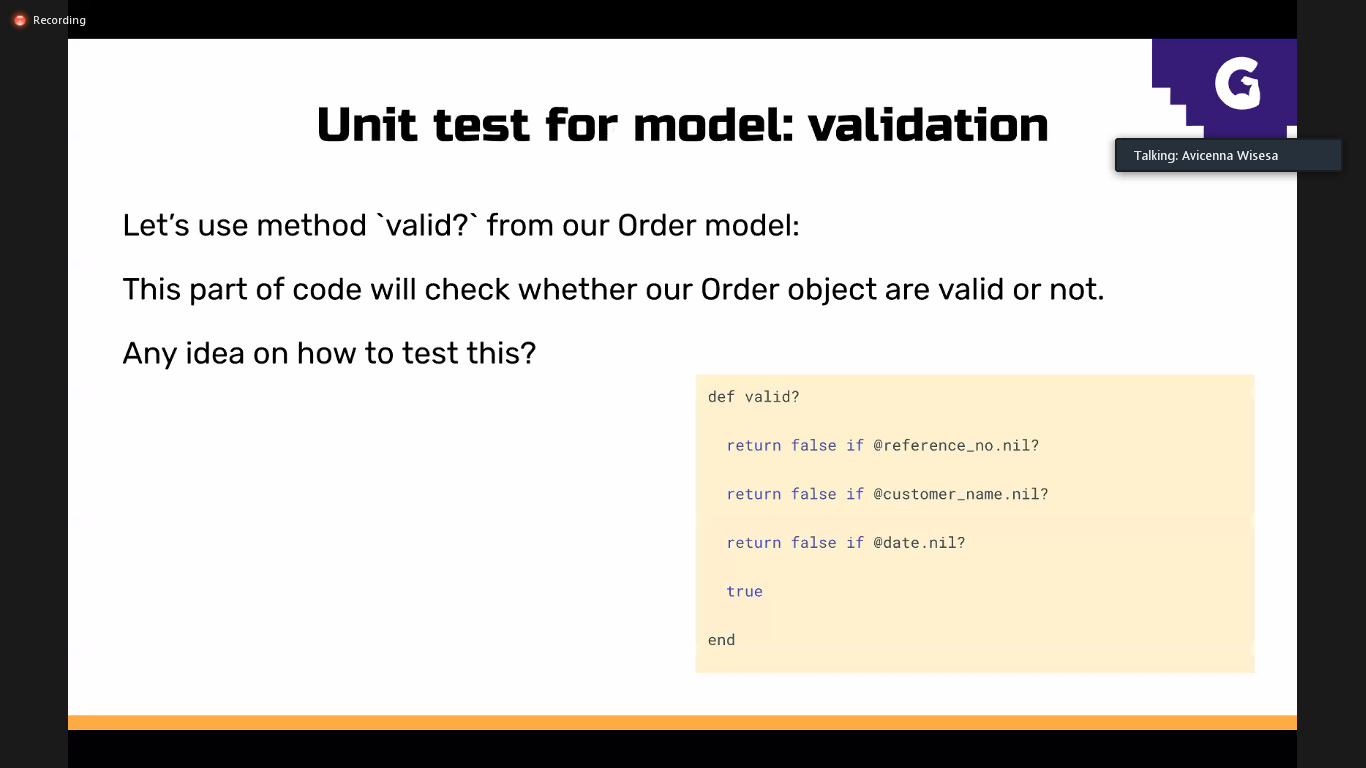 Recording
G
Unit test for model: validation
Talking: Avicenna Wisesa
Let’s use method `valid?` from our Order model:
This part of code will check whether our Order object are valid or not.
Any idea on how to test this?
def valid?
return false if @reference_no.nil?
return false if @customer_name.nil?
return false if @date.nil?
true
end